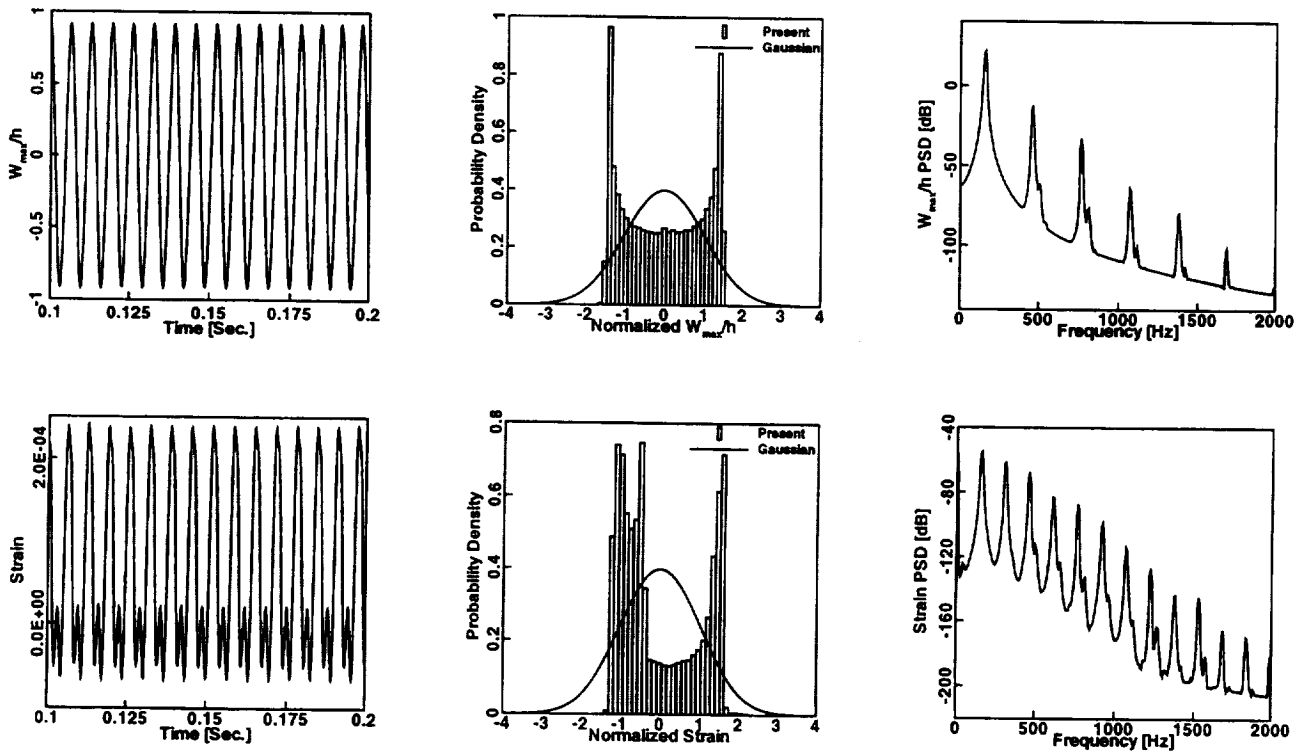 W_max/h
1
0.5
0
-0.5
-1
0.1 0.125 0.15 0.175 0.2
Time [Sec.]
Probability Density
1
0.8
0.6
0.4
0.2
0
Present
Gaussian
-4 -3 -2 -1 0 1 2 3 4
Normalized W_max/h
W_max/h PSD [dB]
0
-50
-100
0 500 1000 1500 2000
Frequency [Hz]
Strain
2.0E-04
0.0E+00
0.1 0.125 0.15 0.175 0.2
Time [Sec.]
Probability Density
0.8
0.6
0.4
0.2
0
Present
Gaussian
-4 -3 -2 -1 0 1 2 3 4
Normalized Strain
Strain PSD [dB]
-40
-80
-120
-160
-200
0 500 1000 1500 2000
Frequency [Hz]